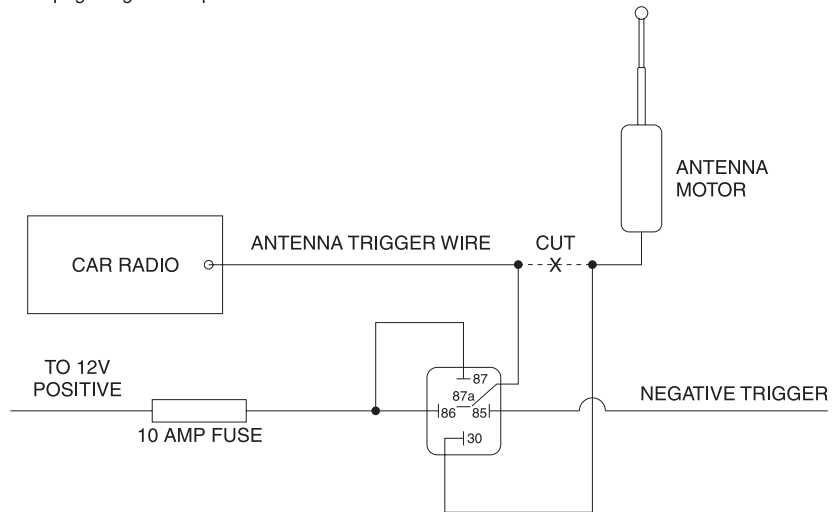 ANTENNA
MOTOR
ANTENNA TRIGGER WIRE
CUT
X
CAR RADIO
TO 12V
POSITIVE
10 AMP FUSE
87
87a
86
85
30
NEGATIVE TRIGGER